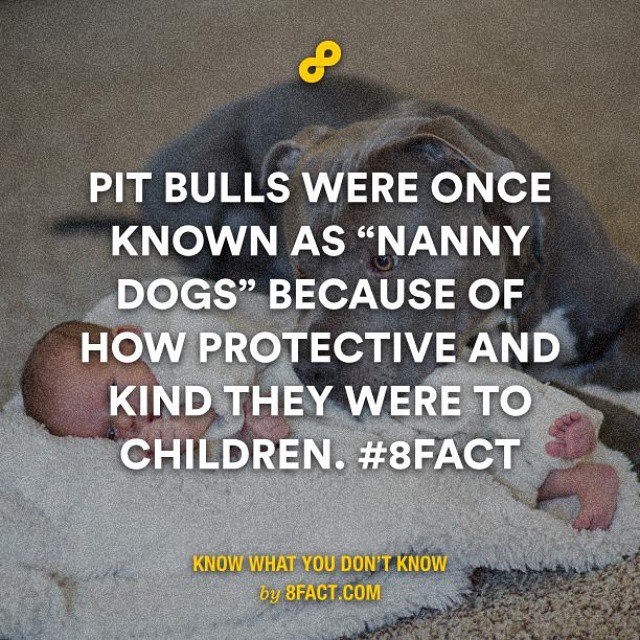 PIT BULLS WERE ONCE
KNOWN AS “NANNY
DOGS” BECAUSE OF
HOW PROTECTIVE AND
KIND THEY WERE TO
CHILDREN. #8FACT
KNOW WHAT YOU DON'T KNOW
by 8FACT.COM